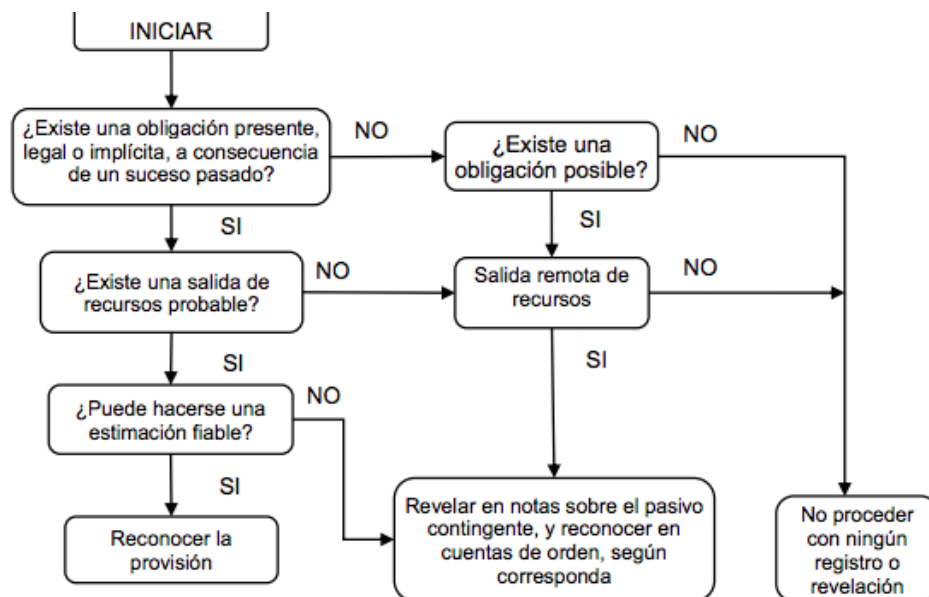 INICIAR
¿Existe una obligación presente,
legal o implícita, a consecuencia
de un suceso pasado?
NO
¿Existe una
obligación posible?
NO
SI
SI
¿Existe una salida de
recursos probable?
NO
Salida remota de
recursos
NO
SI
SI
¿Puede hacerse una
estimación fiable?
NO
SI
Reconocer la
provisión
Revelar en notas sobre el pasivo
contingente, y reconocer en
cuentas de orden, según
corresponda
No proceder
con ningún
registro o
revelación